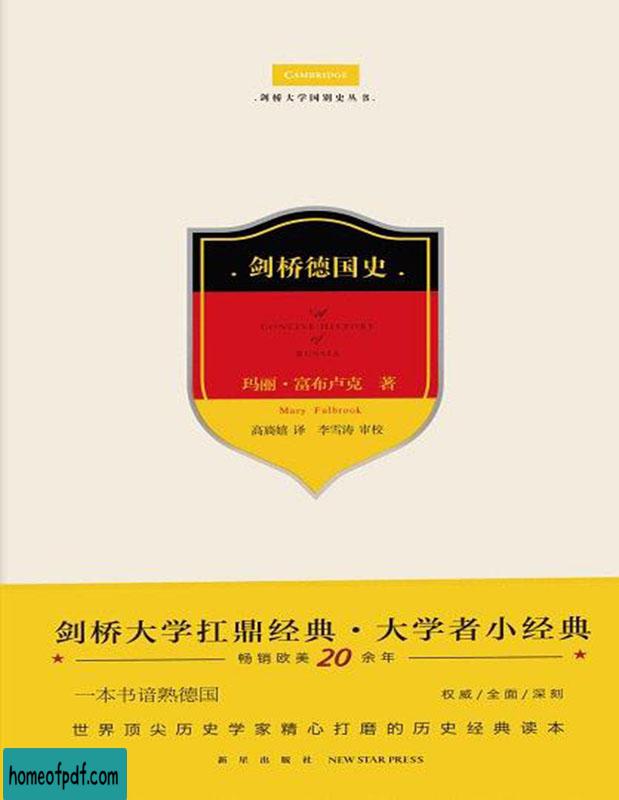 CAMBRIDGE
.剑桥大学国别史丛书.
·剑桥德国史·
A
CONCISE HISTORY
of
RUSSIA
玛丽·富布卢克 著
Mary Fulbrook
高旖嬉 译 李雪涛 审校
剑桥大学扛鼎经典·大学者小经典
畅销欧美20余年
一本书谙熟德国
权威/全面/深刻
世界顶尖历史学家精心打磨的历史经典读本
新星出版社 NEW STAR PRESS
homeofpdf.com